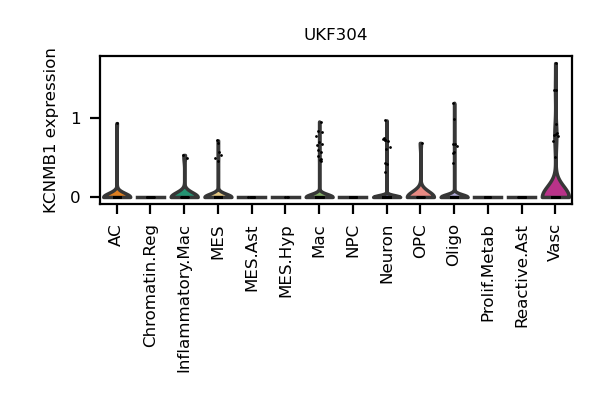 UKF304
KCNMB1 expression
1
0
AC
Chromatin.Reg
Inflammatory.Mac
MES
MES.Ast
MES.Hyp
Mac
NPC
Neuron
OPC
Oligo
Prolif.Metab
Reactive.Ast
Vasc